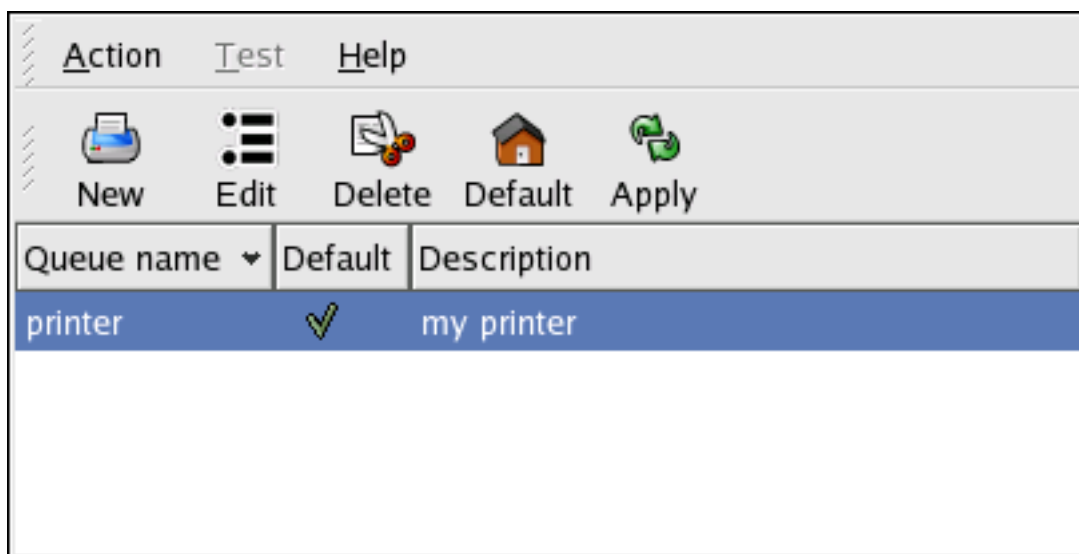 Action Test Help
New Edit Delete Default Apply
Queue name Default Description
printer my printer